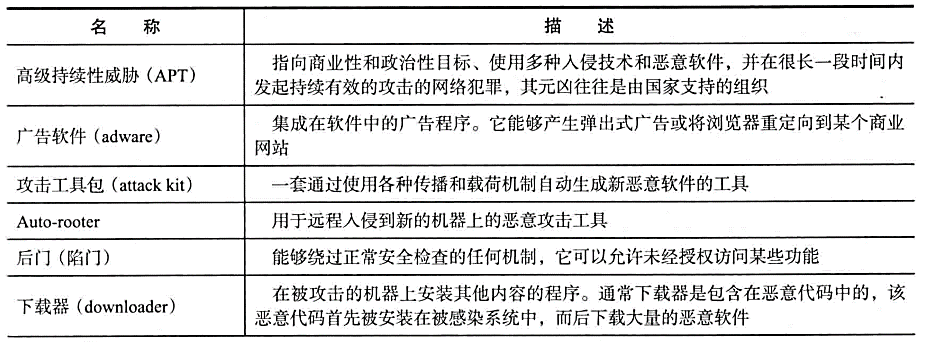 名 称 描 述
高级持续性威胁（APT） 指向商业性和政治性目标、使用多种入侵技术和恶意软件，并在很长一段时间内
发起持续有效的攻击的网络犯罪，其元凶往往是由国家支持的组织
广告软件（adware） 集成在软件中的广告程序。它能够产生弹出式广告或将浏览器重定向到某个商业
网站
攻击工具包（attack kit） 一套通过使用各种传播和载荷机制自动生成新恶意软件的工具
Auto-rooter 用于远程入侵到新的机器上的恶意攻击工具
后门（陷门） 能够绕过正常安全检查的任何机制，它可以允许未经授权访问某些功能
下载器（downloader） 在被攻击的机器上安装其他内容的程序。通常下载器是包含在恶意代码中的，该
恶意代码首先被安装在被感染系统中，而后下载大量的恶意软件